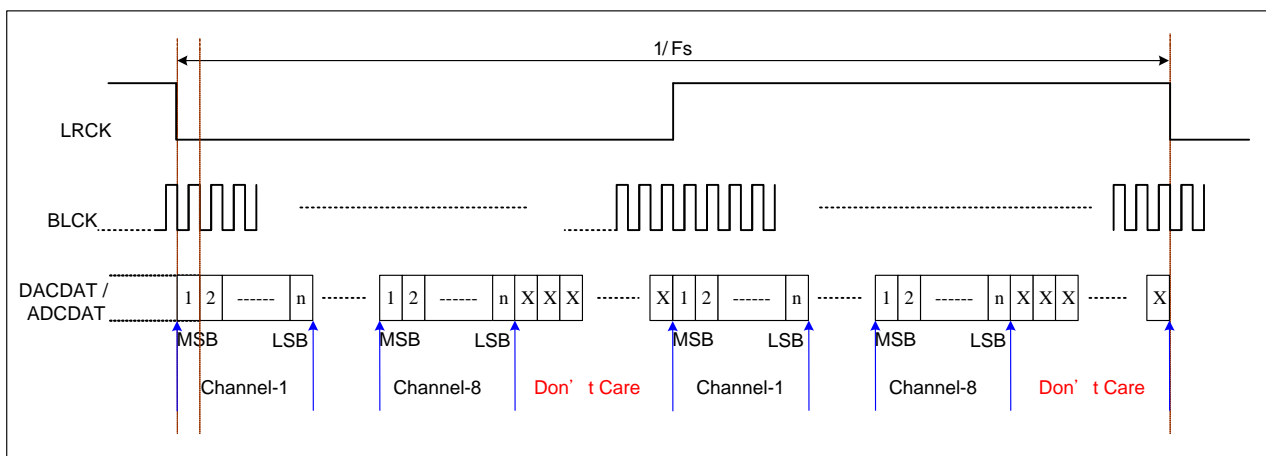 1/ Fs
LRCK
BLCK
DACDAT /
ADCDAT
1 2 ------ n 1 2 ------ n X X X X 1 2 ------ n 1 2 ------ n X X X X
MSB LSB MSB LSB MSB LSB MSB LSB
Channel-1 Channel-8 Don’ t Care Channel-1 Channel-8 Don’ t Care